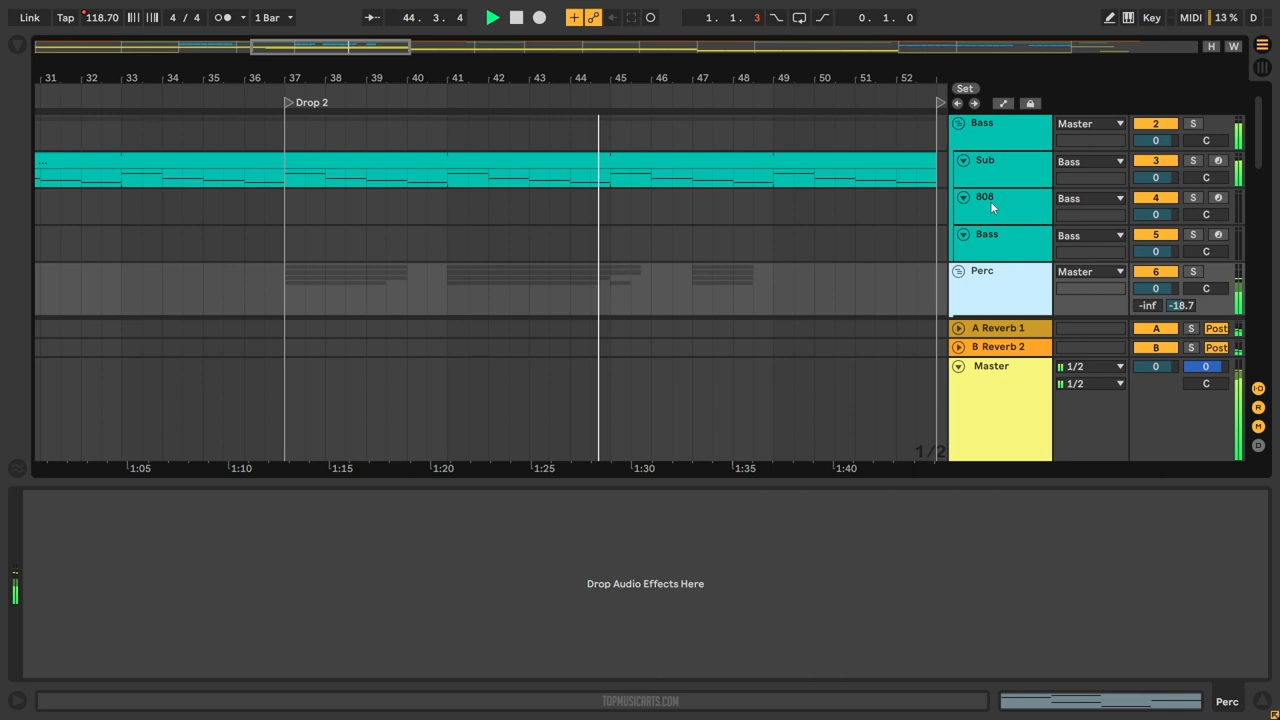 Link Tap 118.70 4 / 4 1 Bar 44. 3. 4 1. 1. 3 0. 1. 0 Key MIDI 13 % D
H W
31 32 33 34 35 36 37 38 39 40 41 42 43 44 45 46 47 48 49 50 51 52
Set
Drop 2
Bass Master 2 S
0 C
... Sub Bass 3 S
0 C
808 Bass 4 S
0 C
Bass Bass 5 S
0 C
Perc Master 6 S
0 C
-inf -18.7
A Reverb 1 A S Post
B Reverb 2 B S Post
Master 1/2 0 0
1/2 C
I·O
R
M
D
1/2
1:05 1:10 1:15 1:20 1:25 1:30 1:35 1:40
Drop Audio Effects Here
TOPMUSICARTS.COM Perc